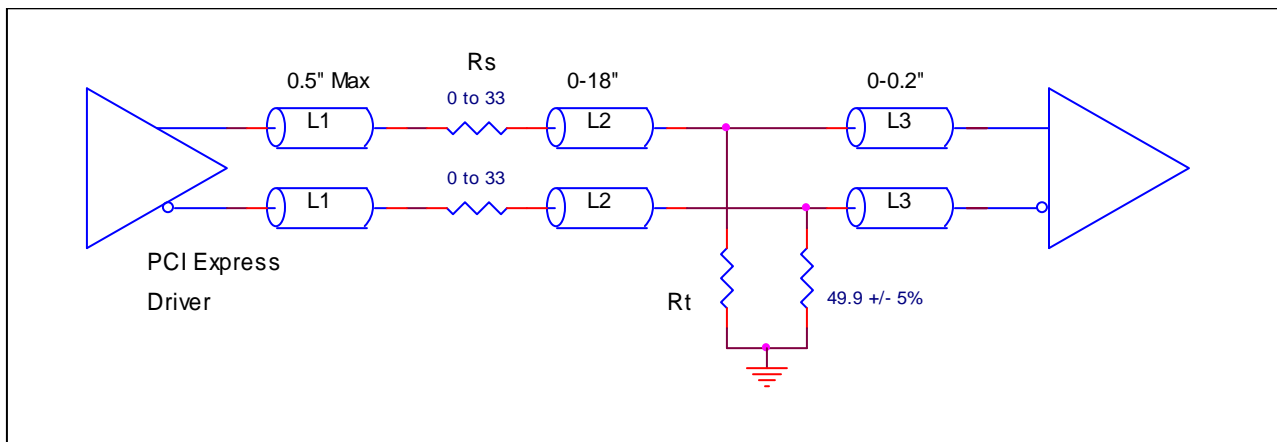 Rs
0.5" Max
0-18"
0-0.2"
0 to 33
L1
L2
L3
0 to 33
L1
L2
L3
PCI Express
Driver
Rt
49.9 +/- 5%